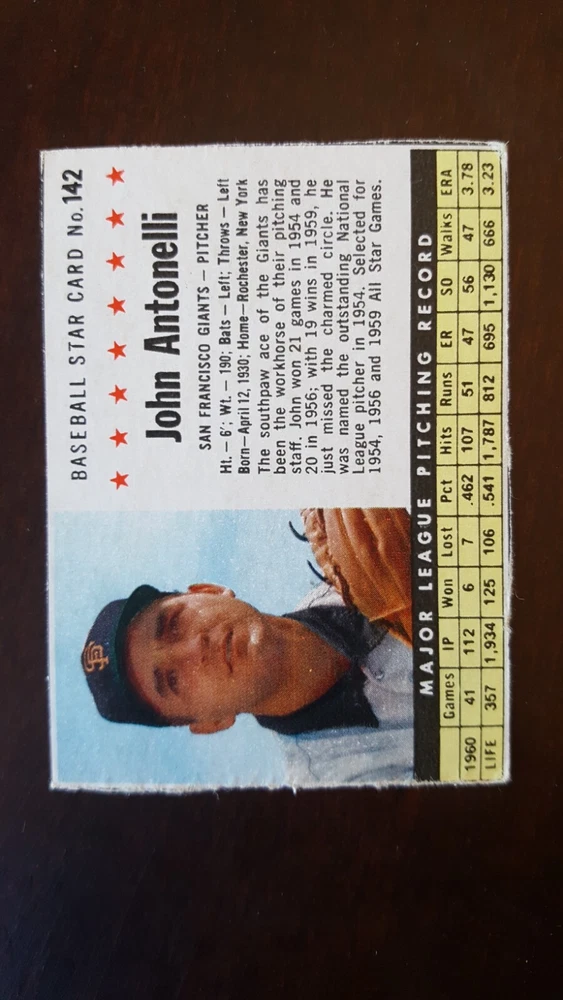 BASEBALL STAR CARD No. 142
John Antonelli
SAN FRANCISCO GIANTS — PITCHER
Ht. — 6'; Wt. — 190; Bats — Left; Throws — Left
Born—April 12, 1930; Home—Rochester, New York
The southpaw ace of the Giants has
been the workhorse of their pitching
staff. John won 21 games in 1954 and
20 in 1956; with 19 wins in 1959, he
just missed the charmed circle. He
was named the outstanding National
League pitcher in 1954. Selected for
1954, 1956 and 1959 All Star Games.
SF
MAJOR LEAGUE PITCHING RECORD
Games IP Won Lost Pct Hits Runs ER SO Walks ERA
1960 41 112 6 7 .462 107 51 47 56 47 3.78
LIFE 357 1,934 125 106 .541 1,787 812 695 1,130 666 3.23